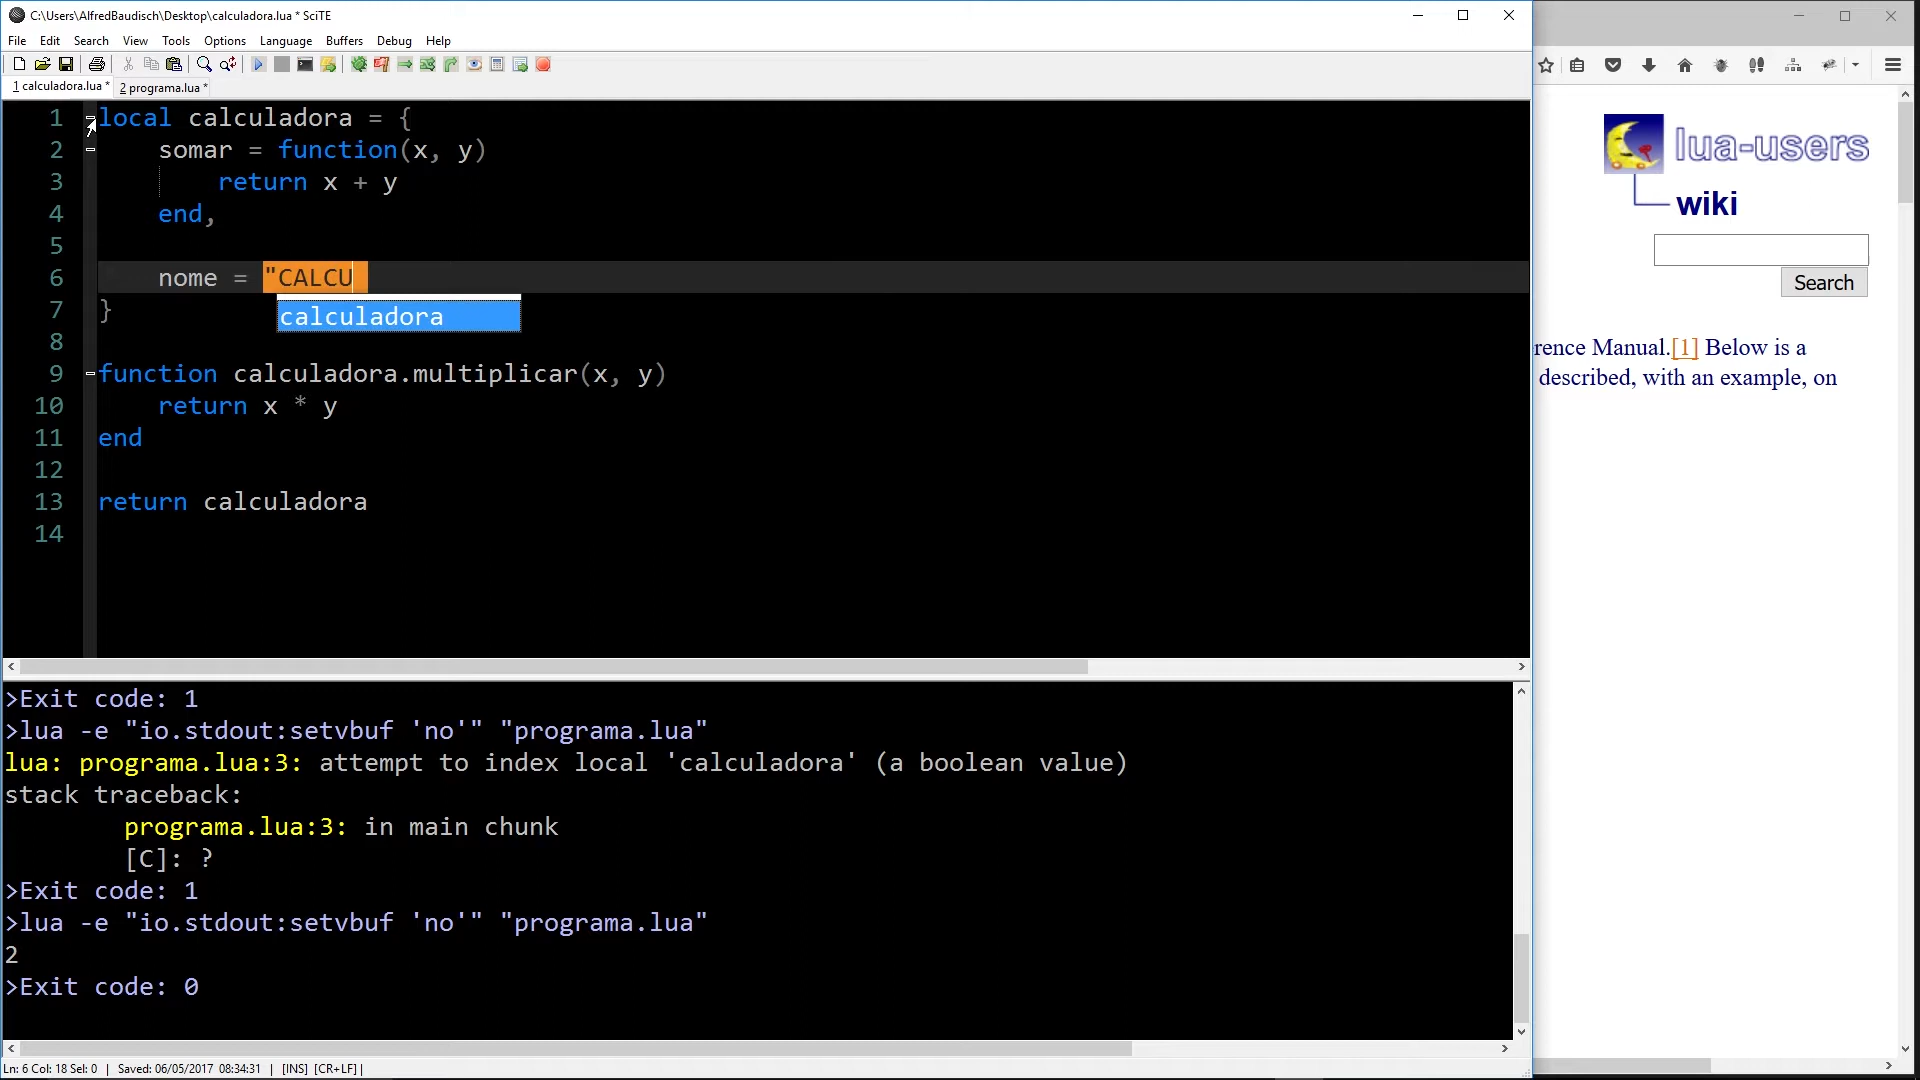 C:\Users\AlfredBaudisch\Desktop\calculadora.lua * SciTE
File Edit Search View Tools Options Language Buffers Debug Help
1 calculadora.lua * 2 programa.lua *
1 local calculadora = {
2 somar = function(x, y)
3 return x + y
4 end,
5
6 nome = "CALCU
calculadora
7 }
8
9 function calculadora.multiplicar(x, y)
10 return x * y
11 end
12
13 return calculadora
14
>Exit code: 1
>lua -e "io.stdout:setvbuf 'no'" "programa.lua"
lua: programa.lua:3: attempt to index local 'calculadora' (a boolean value)
stack traceback:
programa.lua:3: in main chunk
[C]: ?
>Exit code: 1
>lua -e "io.stdout:setvbuf 'no'" "programa.lua"
2
>Exit code: 0
Ln: 6 Col: 18 Sel: 0 | Saved: 06/05/2017 08:34:31 | [INS] [CR+LF] |
lua-users
wiki
Search
rence Manual.[1] Below is a
described, with an example, on